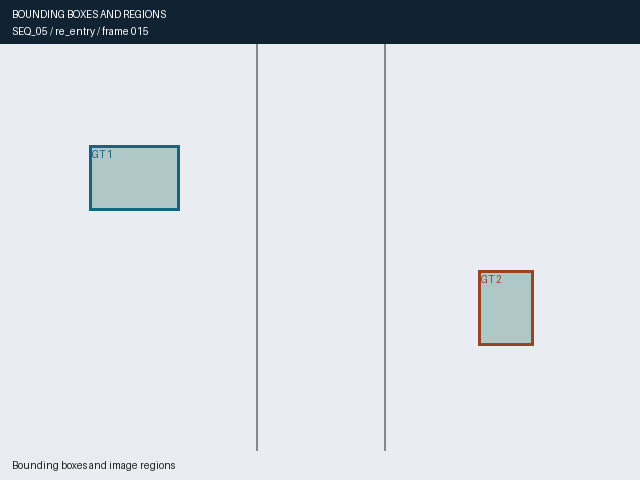 BOUNDING BOXES AND REGIONS
SEQ_05 / re_entry / frame 015
GT1
GT2
Bounding boxes and image regions